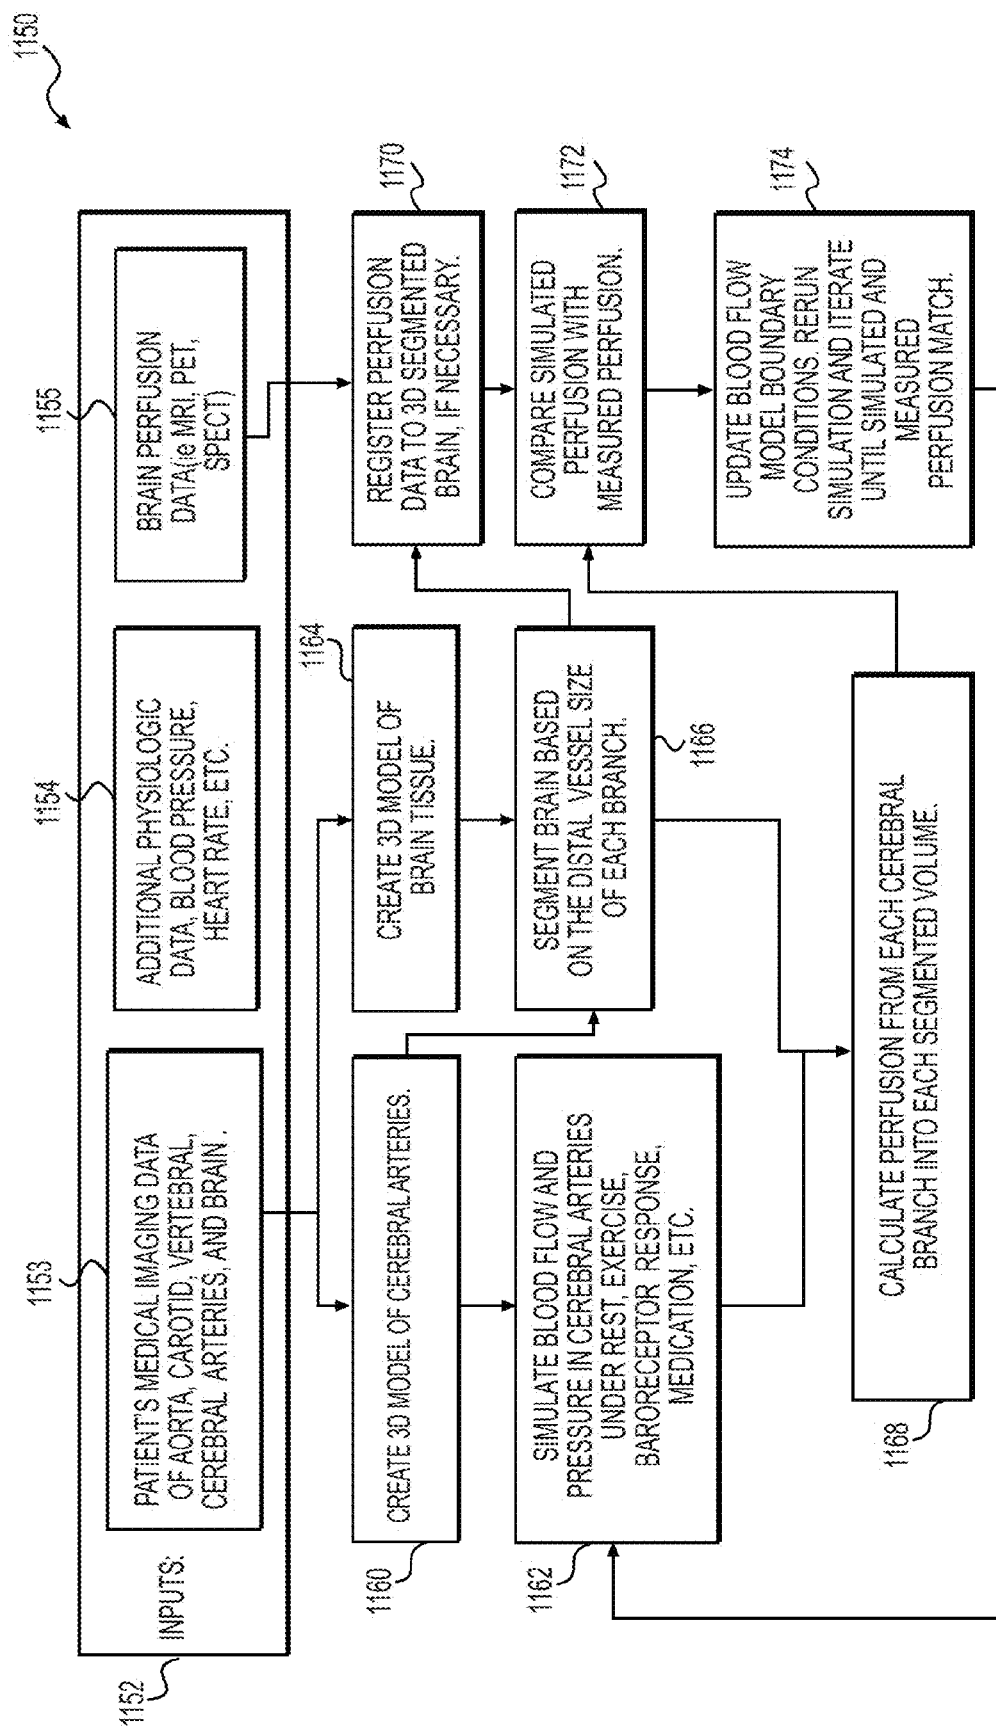 1150
1152
INPUTS:
1153
PATIENT'S MEDICAL IMAGING DATA
OF AORTA, CAROTID, VERTEBRAL,
CEREBRAL ARTERIES, AND BRAIN .
1154
ADDITIONAL PHYSIOLOGIC
DATA, BLOOD PRESSURE,
HEART RATE, ETC.
1155
BRAIN PERFUSION
DATA(ie MRI, PET,
SPECT)
1160
CREATE 3D MODEL OF CEREBRAL ARTERIES.
1164
CREATE 3D MODEL OF
BRAIN TISSUE.
1170
REGISTER PERFUSION
DATA TO 3D SEGMENTED
BRAIN, IF NECESSARY.
1162
SIMULATE BLOOD FLOW AND
PRESSURE IN CEREBRAL ARTERIES
UNDER REST, EXERCISE,
BARORECEPTOR RESPONSE,
MEDICATION, ETC.
1166
SEGMENT BRAIN BASED
ON THE DISTAL VESSEL SIZE
OF EACH BRANCH.
1172
COMPARE SIMULATED
PERFUSION WITH
MEASURED PERFUSION.
1168
CALCULATE PERFUSION FROM EACH CEREBRAL
BRANCH INTO EACH SEGMENTED VOLUME.
1174
UPDATE BLOOD FLOW
MODEL BOUNDARY
CONDITIONS. RERUN
SIMULATION AND ITERATE
UNTIL SIMULATED AND
MEASURED
PERFUSION MATCH.